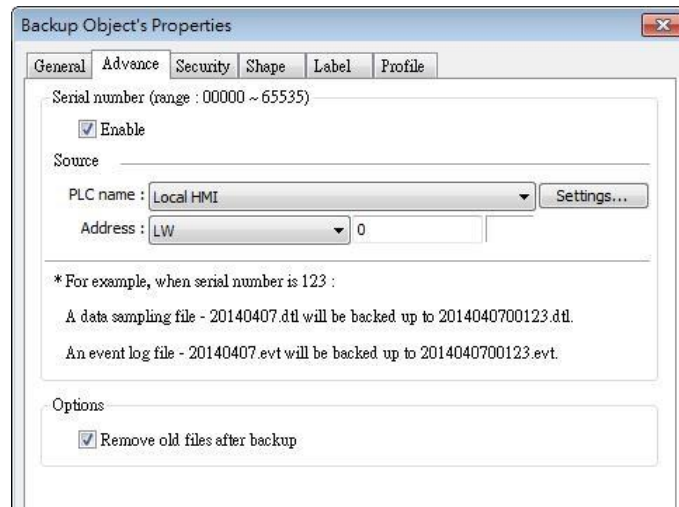 Backup Object's Properties
General Advance Security Shape Label Profile
Serial number (range : 00000 ~ 65535)
Enable
Source
PLC name : Local HMI Settings...
Address : LW 0
* For example, when serial number is 123 :
A data sampling file - 20140407.dtl will be backed up to 2014040700123.dtl.
An event log file - 20140407.evt will be backed up to 2014040700123.evt.
Options
Remove old files after backup